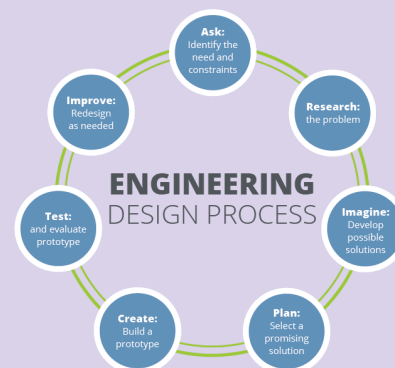 Ask:
Identify the
need and
constraints
Research:
the problem
Imagine:
Develop
possible
solutions
Plan:
Select a
promising
solution
Create:
Build a
prototype
Test:
and evaluate
prototype
Improve:
Redesign
as needed
ENGINEERING
DESIGN PROCESS